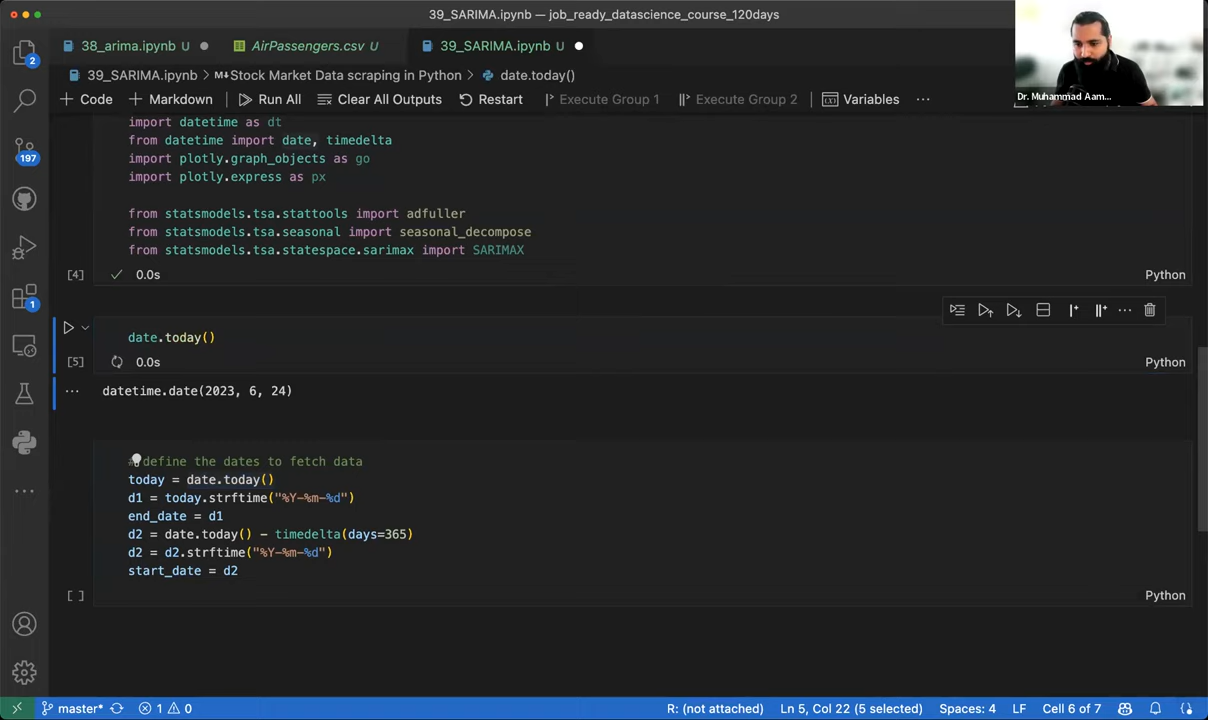 39_SARIMA.ipynb — job_ready_datascience_course_120days
38_arima.ipynb U
AirPassengers.csv U
39_SARIMA.ipynb U
39_SARIMA.ipynb > M↓Stock Market Data scraping in Python > date.today()
+ Code + Markdown Run All Clear All Outputs Restart Execute Group 1 Execute Group 2 Variables ...
Dr. Muhammad Aam...
2
197
1
import datetime as dt
from datetime import date, timedelta
import plotly.graph_objects as go
import plotly.express as px
from statsmodels.tsa.stattools import adfuller
from statsmodels.tsa.seasonal import seasonal_decompose
from statsmodels.tsa.statespace.sarimax import SARIMAX
[4] 0.0s Python
date.today()
[5] 0.0s Python
... datetime.date(2023, 6, 24)
# define the dates to fetch data
today = date.today()
d1 = today.strftime("%Y-%m-%d")
end_date = d1
d2 = date.today() - timedelta(days=365)
d2 = d2.strftime("%Y-%m-%d")
start_date = d2
[ ] Python
master* 1 0 R: (not attached) Ln 5, Col 22 (5 selected) Spaces: 4 LF Cell 6 of 7